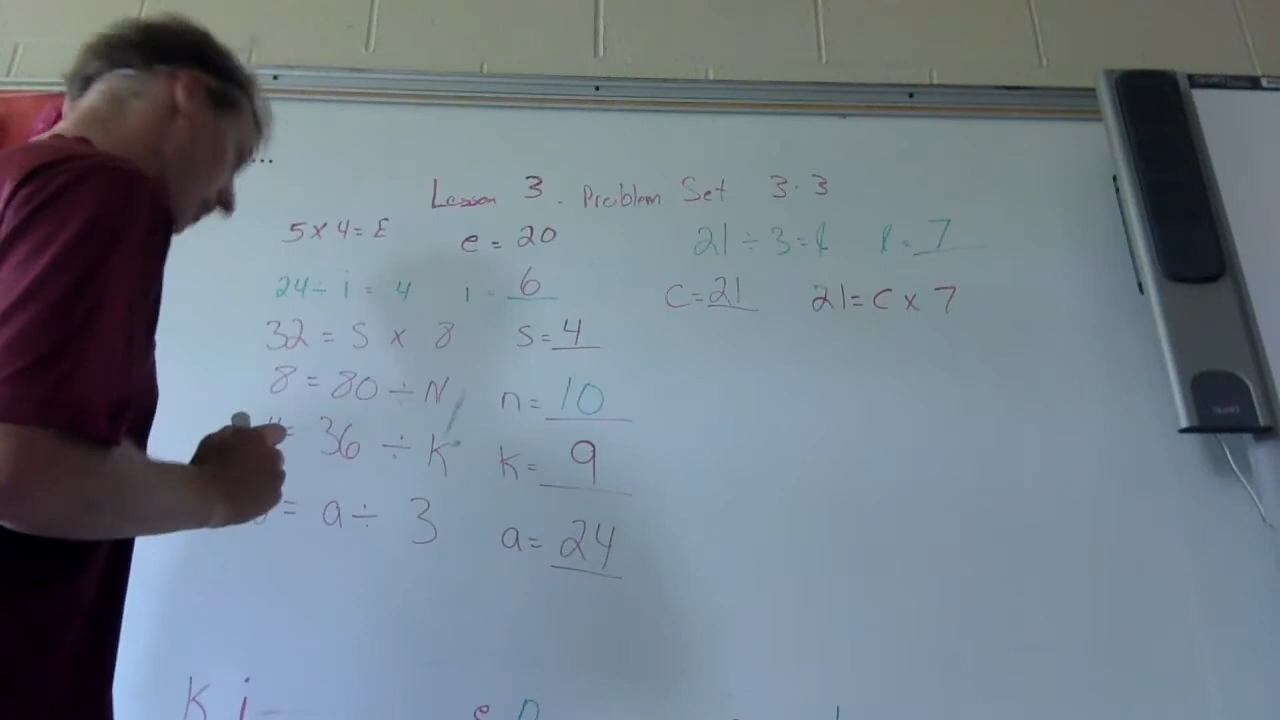 Lesson 3. Problem Set 3.3
5 x 4 = E e = 20
21 ÷ 3 = l l = 7
24 ÷ i = 4 i = 6
C = 21 21 = C x 7
32 = S x 8 S = 4
8 = 80 ÷ N n = 10
= 36 ÷ K K = 9
= a ÷ 3 a = 24
K i e n l
SMART